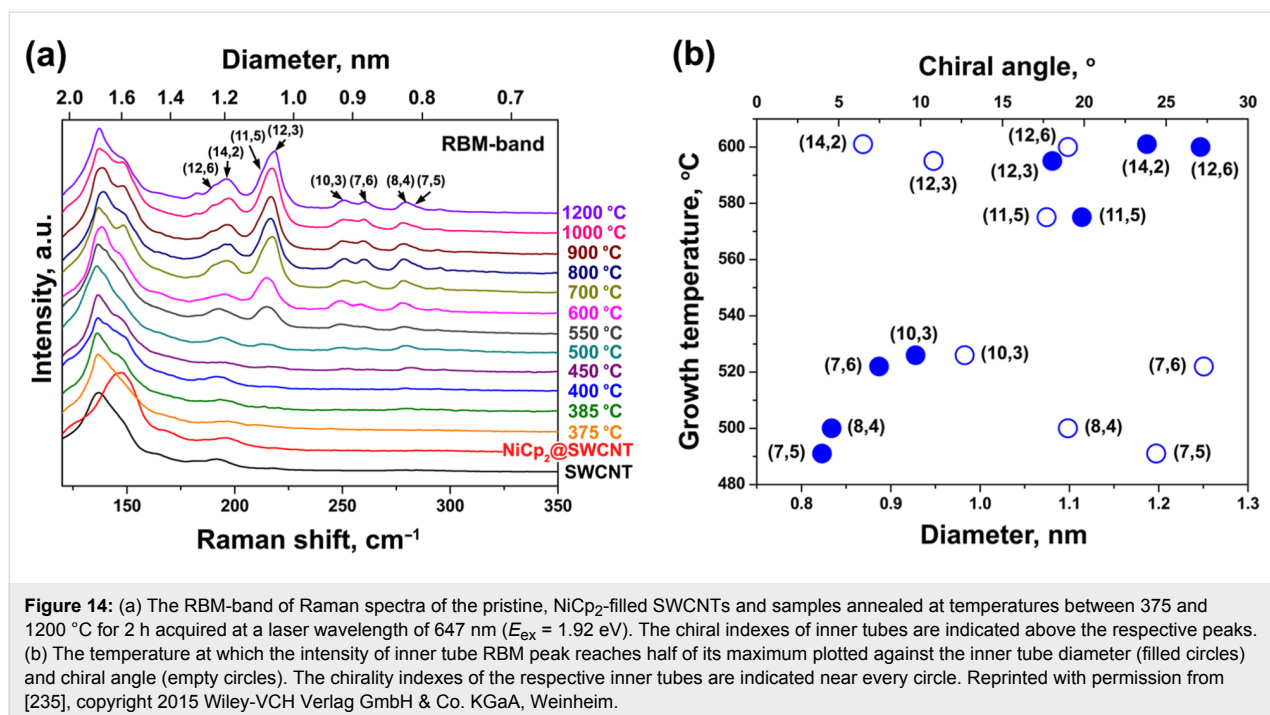 (a)
Diameter, nm
2.0 1.8 1.6 1.4 1.2 1.0 0.9 0.8 0.7
RBM-band
(12,6)
(14,2)
(11,5)
(12,3)
(10,3)
(7,6)
(8,4)
(7,5)
1200 °C
1000 °C
900 °C
800 °C
700 °C
600 °C
550 °C
500 °C
450 °C
400 °C
385 °C
375 °C
NiCp₂@SWCNT
SWCNT
Intensity, a.u.
150 200 250 300 350
Raman shift, cm⁻¹
(b)
Chiral angle, °
0 5 10 15 20 25 30
Growth temperature, °C
600
580
560
540
520
500
480
(14,2)
(12,3)
(12,6)
(12,3)
(14,2)
(12,6)
(11,5)
(11,5)
(10,3)
(7,6)
(10,3)
(7,6)
(8,4)
(7,5)
(8,4)
(7,5)
0.8 0.9 1.0 1.1 1.2 1.3
Diameter, nm
Figure 14: (a) The RBM-band of Raman spectra of the pristine, NiCp₂-filled SWCNTs and samples annealed at temperatures between 375 and
1200 °C for 2 h acquired at a laser wavelength of 647 nm (Eₑₓ = 1.92 eV). The chiral indexes of inner tubes are indicated above the respective peaks.
(b) The temperature at which the intensity of inner tube RBM peak reaches half of its maximum plotted against the inner tube diameter (filled circles)
and chiral angle (empty circles). The chirality indexes of the respective inner tubes are indicated near every circle. Reprinted with permission from
[235], copyright 2015 Wiley-VCH Verlag GmbH & Co. KGaA, Weinheim.